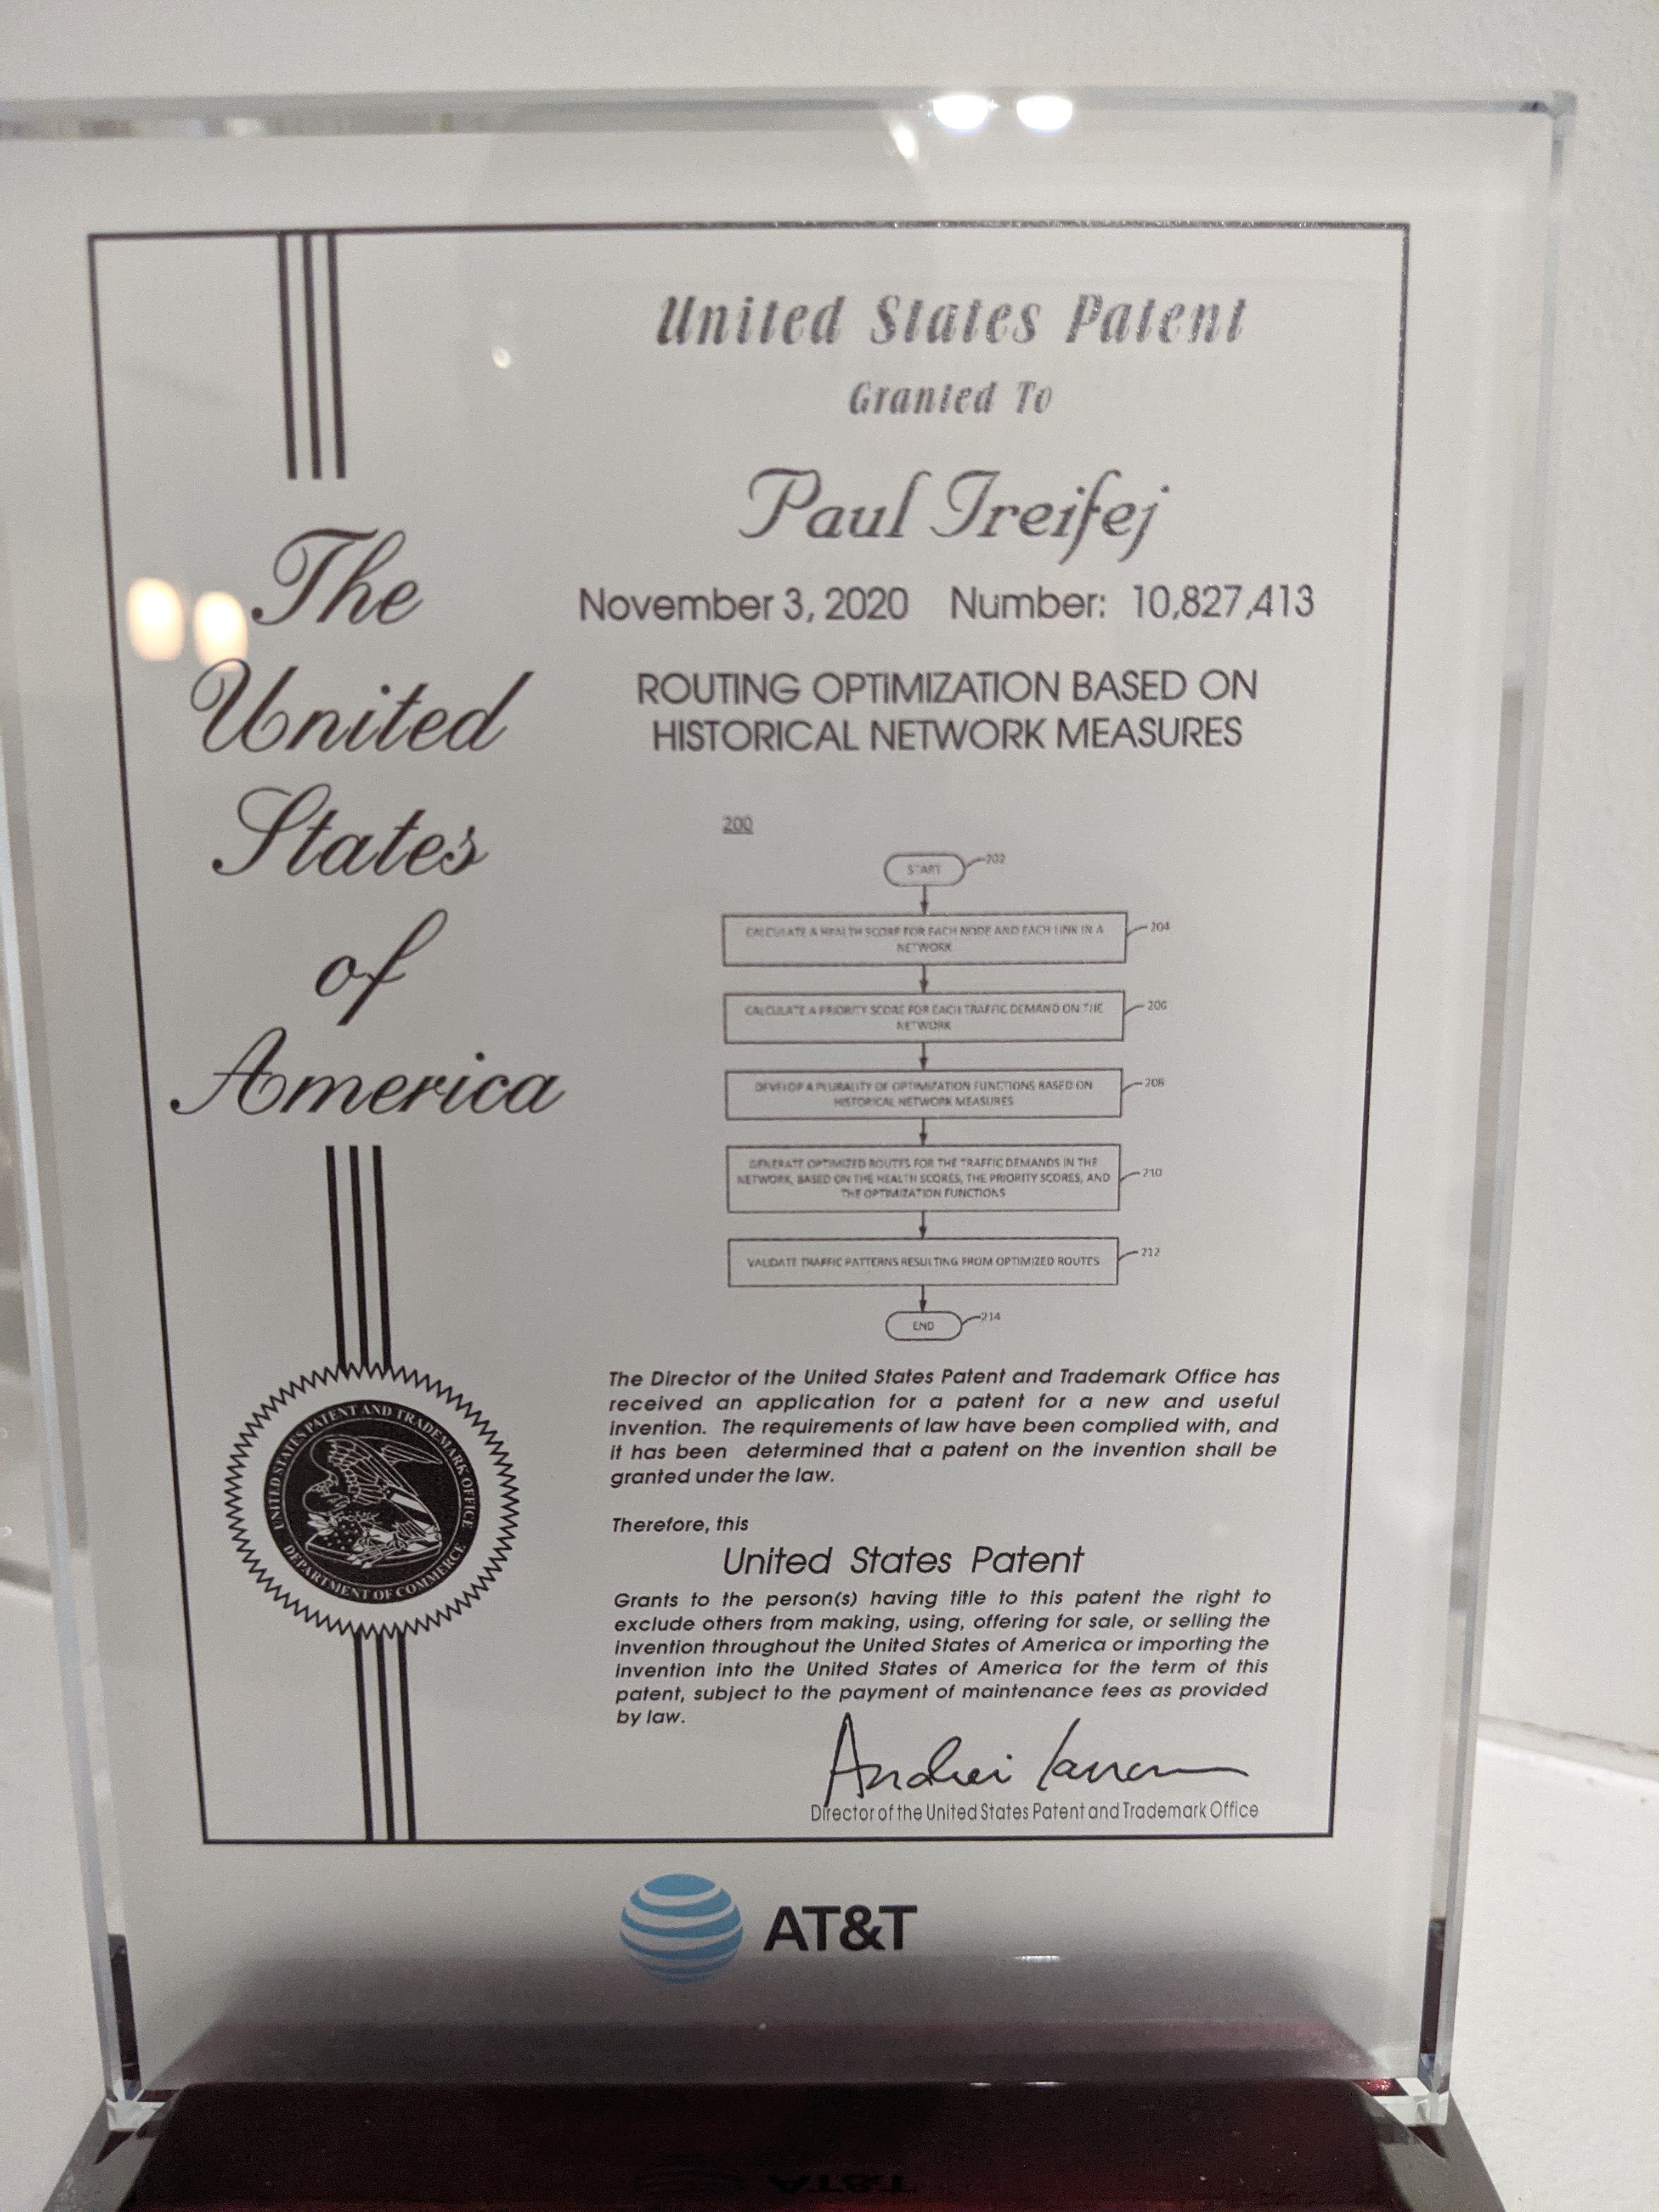 United States Patent
Granted To
Paul Treifej
November 3, 2020 Number: 10,827,413
ROUTING OPTIMIZATION BASED ON
HISTORICAL NETWORK MEASURES
The
United
States
of
America
200
START
202
CALCULATE A HEALTH SCORE FOR EACH NODE AND EACH LINK IN A
NETWORK
204
CALCULATE A PRIORITY SCORE FOR EACH TRAFFIC DEMAND ON THE
NETWORK
206
DEVELOP A PLURALITY OF OPTIMIZATION FUNCTIONS BASED ON
HISTORICAL NETWORK MEASURES
208
GENERATE OPTIMIZED ROUTES FOR THE TRAFFIC DEMANDS IN THE
NETWORK, BASED ON THE HEALTH SCORES, THE PRIORITY SCORES, AND
THE OPTIMIZATION FUNCTIONS
210
VALIDATE TRAFFIC PATTERNS RESULTING FROM OPTIMIZED ROUTES
212
END
214
UNITED STATES PATENT AND TRADEMARK OFFICE
DEPARTMENT OF COMMERCE
The Director of the United States Patent and Trademark Office has
received an application for a patent for a new and useful
invention. The requirements of law have been complied with, and
it has been determined that a patent on the invention shall be
granted under the law.
Therefore, this
United States Patent
Grants to the person(s) having title to this patent the right to
exclude others from making, using, offering for sale, or selling the
invention throughout the United States of America or importing the
invention into the United States of America for the term of this
patent, subject to the payment of maintenance fees as provided
by law.
Andrei Iancu
Director of the United States Patent and Trademark Office
AT&T